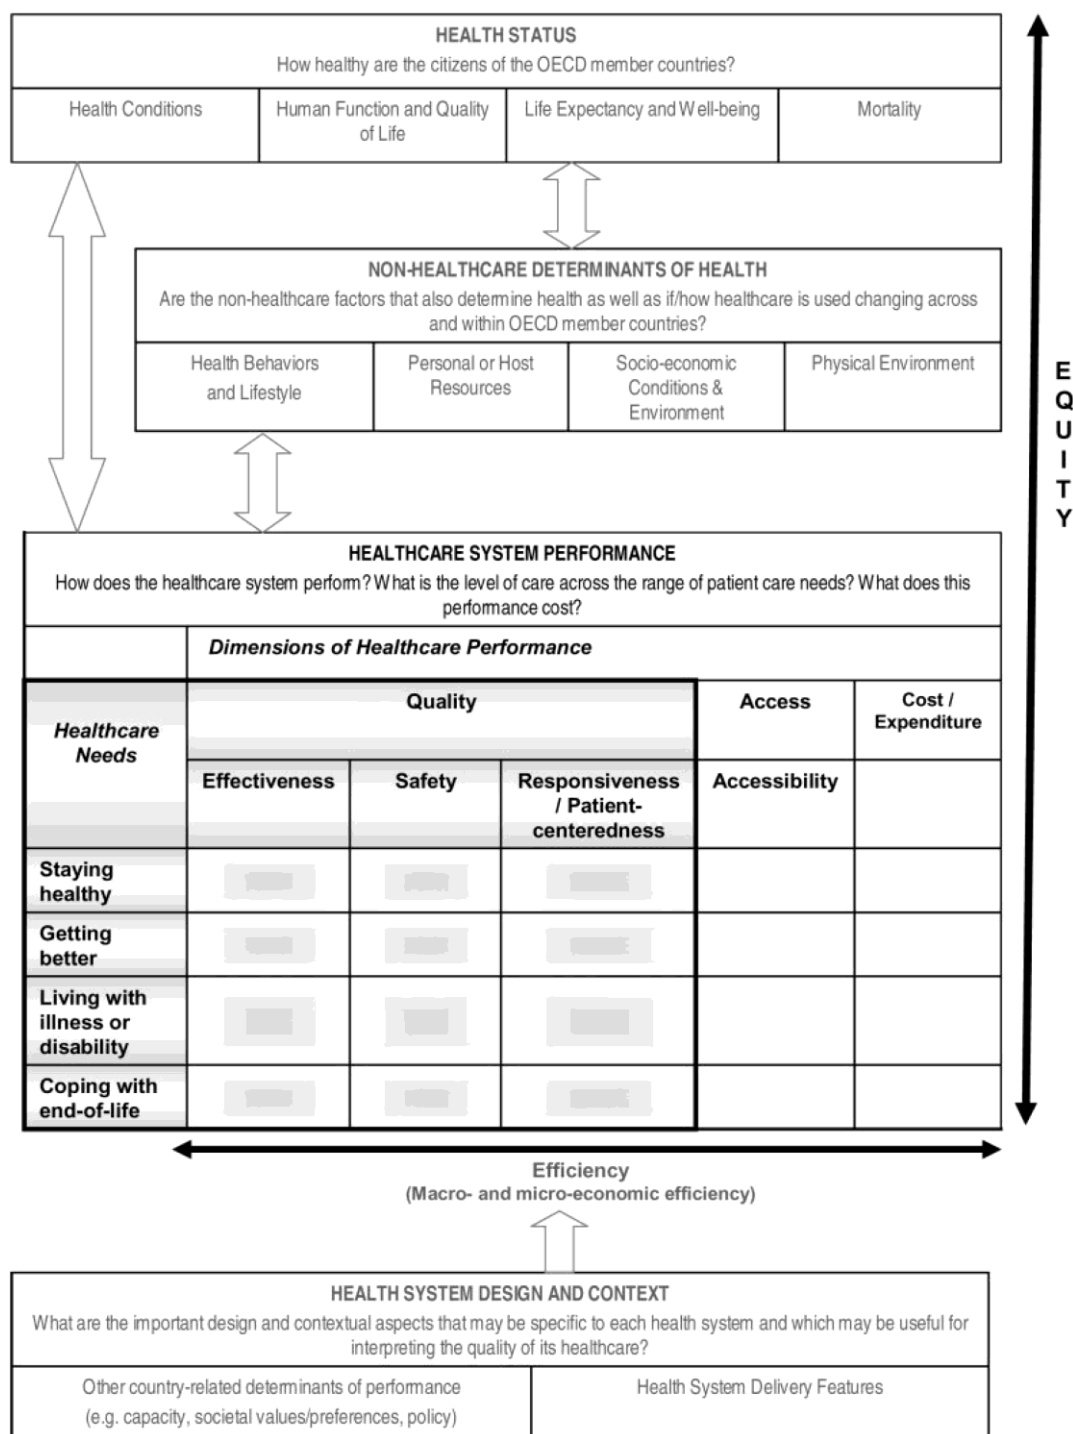 HEALTH STATUS
How healthy are the citizens of the OECD member countries?
Health Conditions
Human Function and Quality
of Life
Life Expectancy and Well-being
Mortality
NON-HEALTHCARE DETERMINANTS OF HEALTH
Are the non-healthcare factors that also determine health as well as if/how healthcare is used changing across
and within OECD member countries?
Health Behaviors
and Lifestyle
Personal or Host
Resources
Socio-economic
Conditions &
Environment
Physical Environment
E
Q
U
I
T
Y
HEALTHCARE SYSTEM PERFORMANCE
How does the healthcare system perform? What is the level of care across the range of patient care needs? What does this
performance cost?
Dimensions of Healthcare Performance
Healthcare
Needs
Quality
Access
Cost /
Expenditure
Effectiveness
Safety
Responsiveness
/ Patient-
centeredness
Accessibility
Staying
healthy
Getting
better
Living with
illness or
disability
Coping with
end-of-life
Efficiency
(Macro- and micro-economic efficiency)
HEALTH SYSTEM DESIGN AND CONTEXT
What are the important design and contextual aspects that may be specific to each health system and which may be useful for
interpreting the quality of its healthcare?
Other country-related determinants of performance
(e.g. capacity, societal values/preferences, policy)
Health System Delivery Features